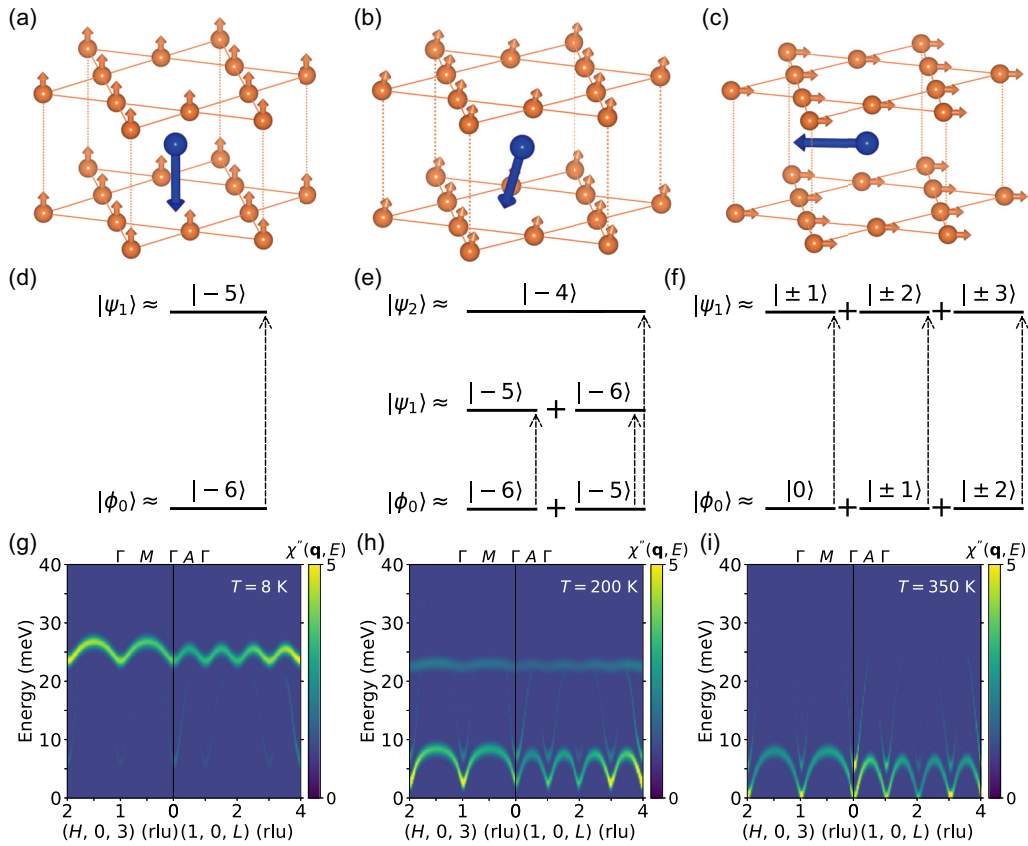 (a) (b) (c)
(d) (e) (f)
|ψ₁⟩ ≈ |−5⟩
|ϕ₀⟩ ≈ |−6⟩
|ψ₂⟩ ≈ |−4⟩
|ψ₁⟩ ≈ |−5⟩ + |−6⟩
|ϕ₀⟩ ≈ |−6⟩ + |−5⟩
|ψ₁⟩ ≈ |±1⟩ + |±2⟩ + |±3⟩
|ϕ₀⟩ ≈ |0⟩ + |±1⟩ + |±2⟩
(g) Γ M Γ A Γ χ″(q, E)
T = 8 K
Energy (meV)
40
30
20
10
0
5
0
2 1 0 2 4
(H, 0, 3) (rlu) (1, 0, L) (rlu)
(h) Γ M Γ A Γ χ″(q, E)
T = 200 K
Energy (meV)
40
30
20
10
0
5
0
2 1 0 2 4
(H, 0, 3) (rlu) (1, 0, L) (rlu)
(i) Γ M Γ A Γ χ″(q, E)
T = 350 K
Energy (meV)
40
30
20
10
0
5
0
2 1 0 2 4
(H, 0, 3) (rlu) (1, 0, L) (rlu)